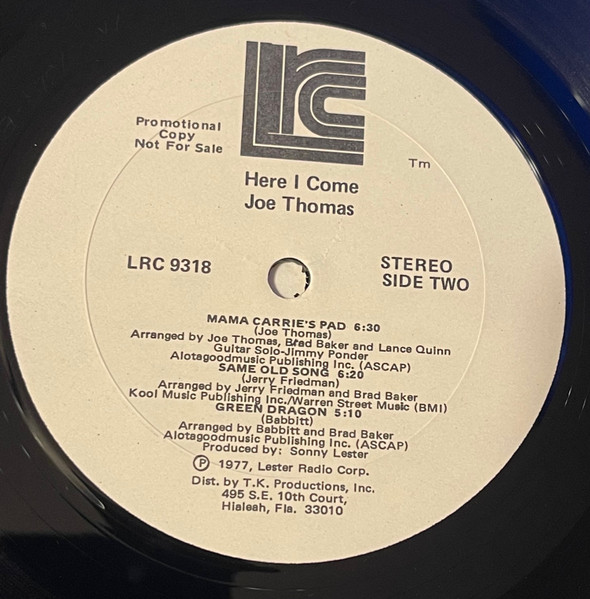 LRC
Promotional
Copy
Not For Sale
Tm
Here I Come
Joe Thomas
LRC 9318
STEREO
SIDE TWO
MAMA CARRIE'S PAD 6:30
(Joe Thomas)
Arranged by Joe Thomas, Brad Baker and Lance Quinn
Guitar Solo-Jimmy Ponder
Alotagoodmusic Publishing Inc. (ASCAP)
SAME OLD SONG 6:20
(Jerry Friedman)
Arranged by Jerry Friedman and Brad Baker
Kool Music Publishing Inc./Warren Street Music (BMI)
GREEN DRAGON 5:10
(Babbitt)
Arranged by Babbitt and Brad Baker
Alotagoodmusic Publishing Inc. (ASCAP)
Produced by: Sonny Lester
Ⓟ 1977, Lester Radio Corp.
Dist. by T.K. Productions, Inc.
495 S.E. 10th Court,
Hialeah, Fla. 33010